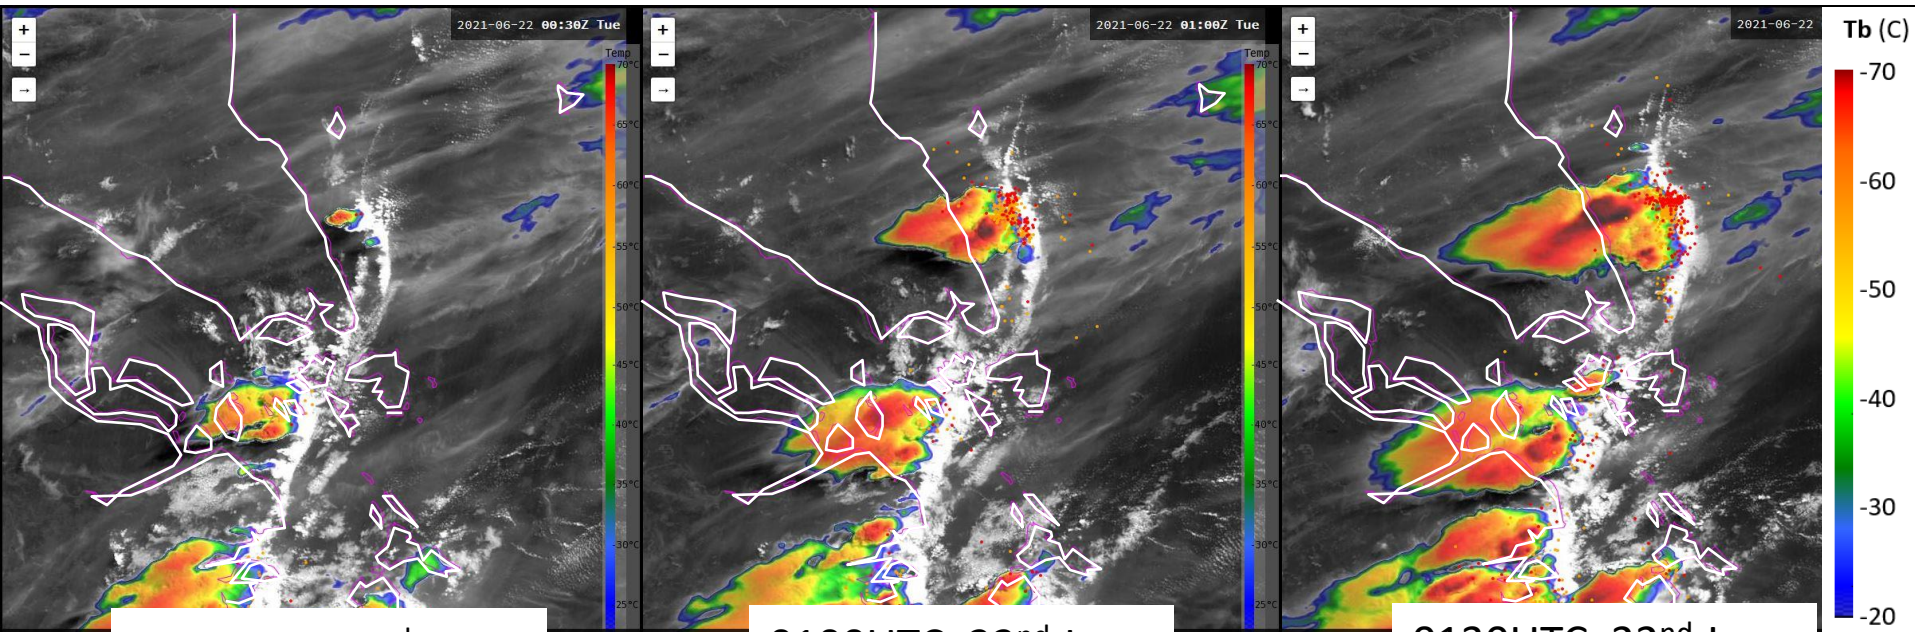 +
−
→
2021-06-22 00:30Z Tue
Temp
70°C
-65°C
-60°C
-55°C
-50°C
-45°C
-40°C
-35°C
-30°C
25°C
+
−
→
2021-06-22 01:00Z Tue
Temp
70°C
-65°C
-60°C
-55°C
-50°C
-45°C
-40°C
-35°C
-30°C
25°C
+
−
→
2021-06-22
Tb (C)
-70
-60
-50
-40
-30
-20